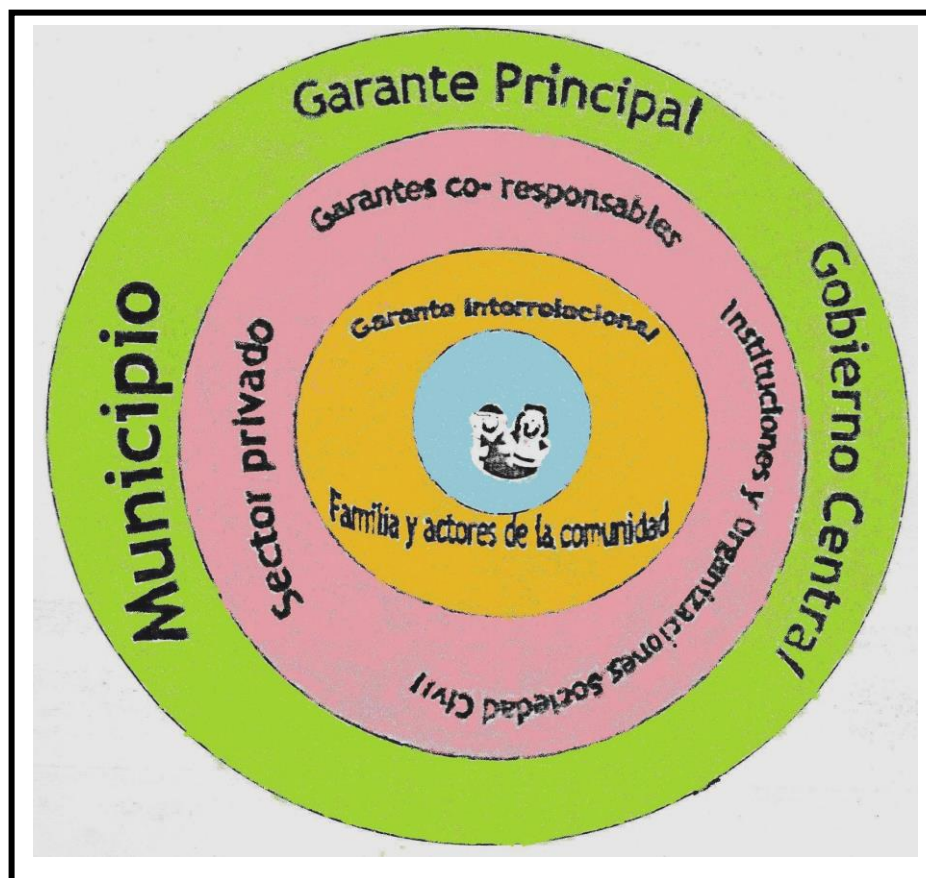 Garante Principal
Municipio
Gobierno Central
Garantes co- responsables
Sector privado
Instituciones y Organizaciones Soziedad Civil
Garante Interrelacional
Familia y actores de la comunidad